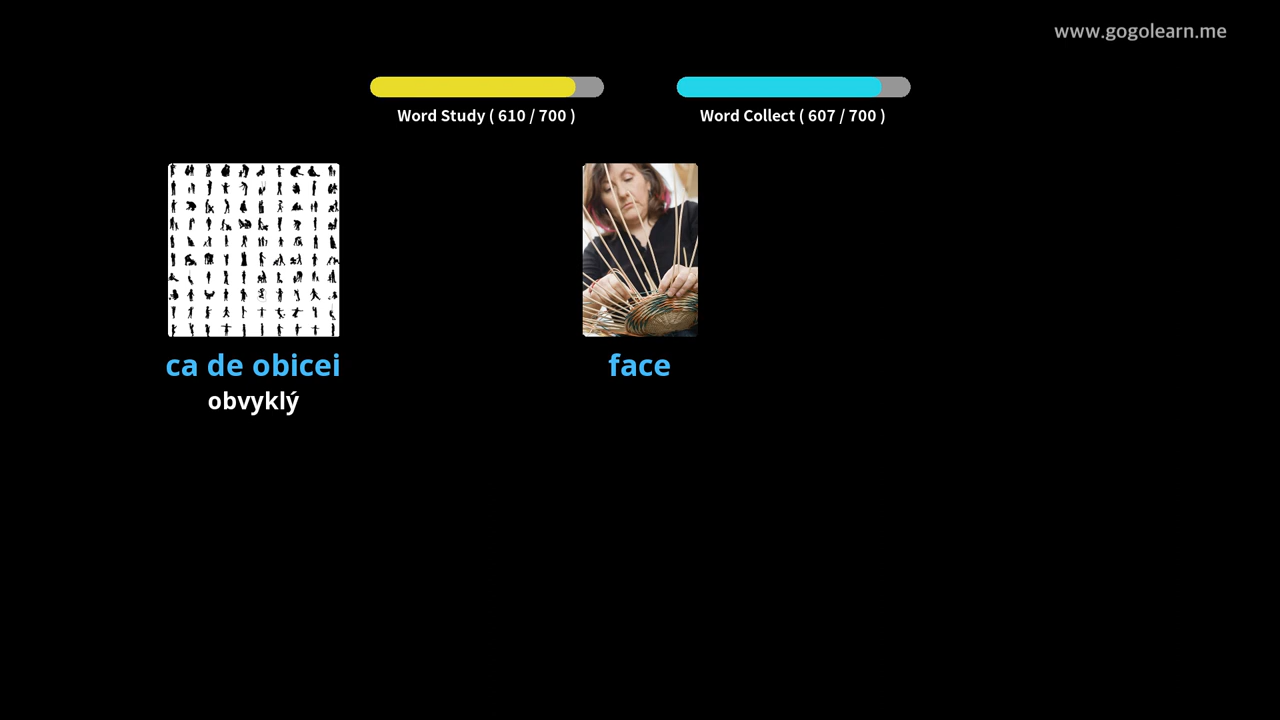 www.gogolearn.me
Word Study ( 610 / 700 )
Word Collect ( 607 / 700 )
ca de obicei
obvyklý
face